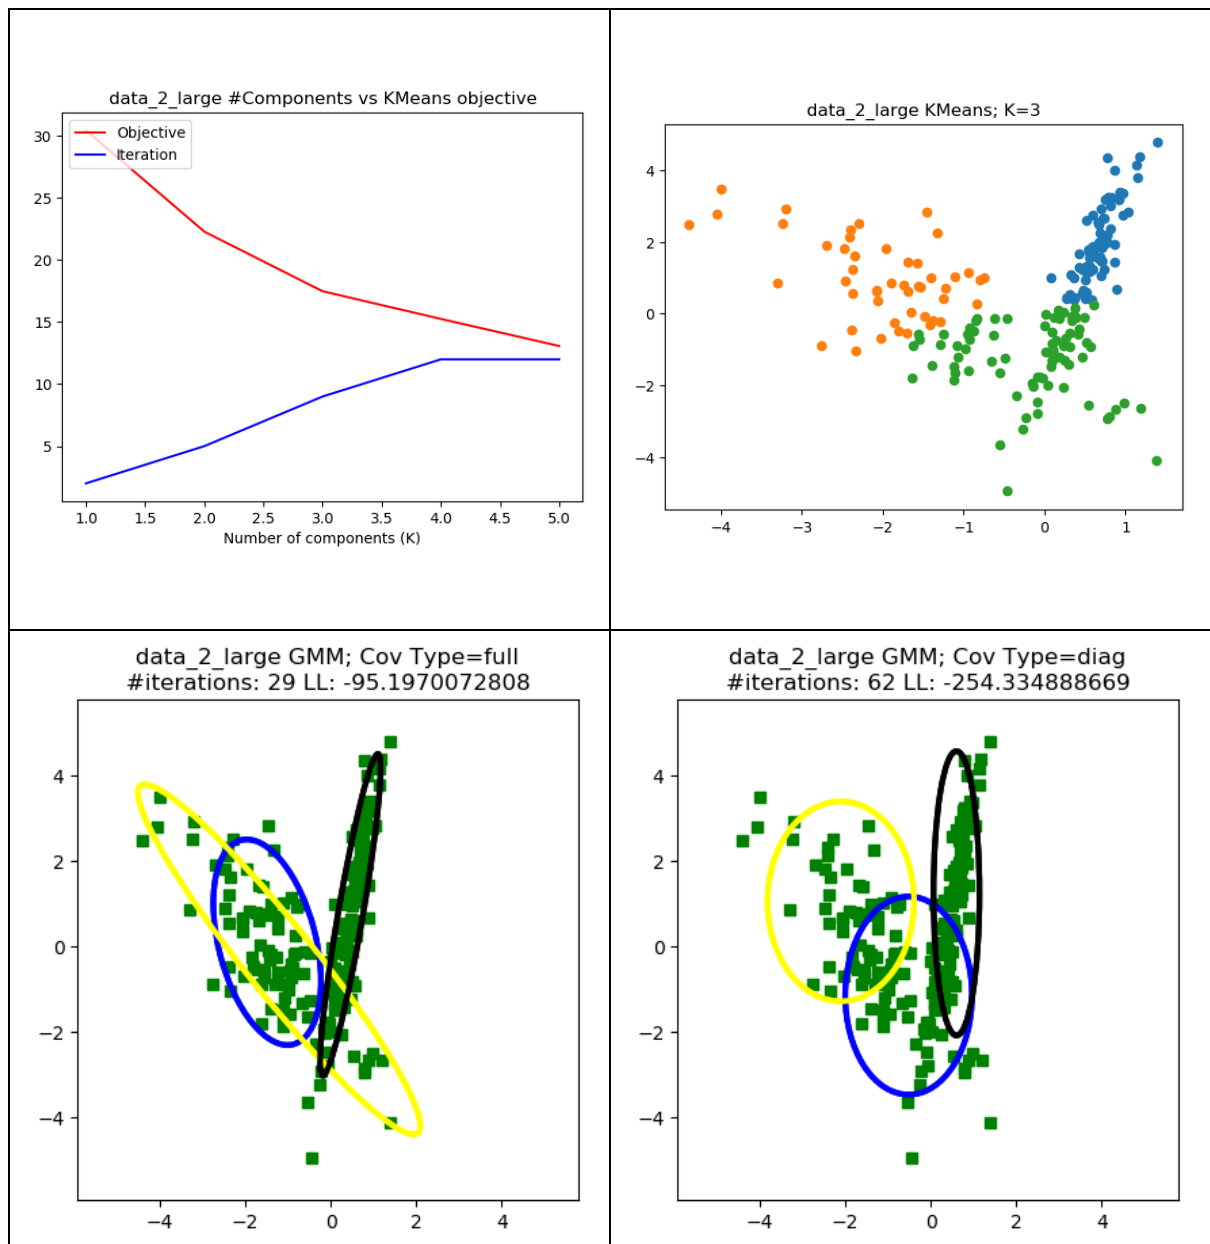 data_2_large #Components vs KMeans objective
Objective
Iteration
30
25
20
15
10
5
1.0 1.5 2.0 2.5 3.0 3.5 4.0 4.5 5.0
Number of components (K)
data_2_large KMeans; K=3
4
2
0
−2
−4
−4 −3 −2 −1 0 1
data_2_large GMM; Cov Type=full
#iterations: 29 LL: -95.1970072808
4
2
0
−2
−4
−4 −2 0 2 4
data_2_large GMM; Cov Type=diag
#iterations: 62 LL: -254.334888669
4
2
0
−2
−4
−4 −2 0 2 4